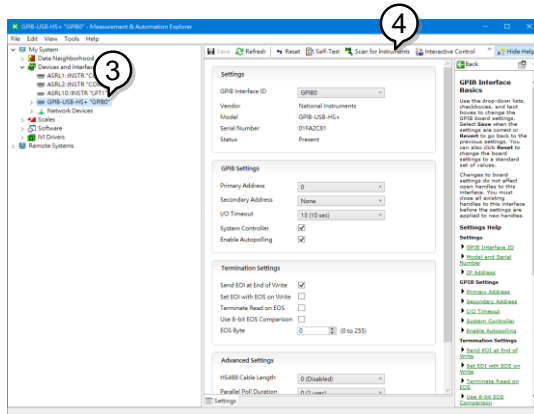 GPIB-USB-HS+ "GPIB0" - Measurement & Automation Explorer
File Edit View Tools Help
4
My System
Data Neighborhood
Devices and Interfac
ASRL1::INSTR "CO
ASRL2::INSTR "CO
ASRL10::INSTR "LPT1"
GPIB-USB-HS+ "GPIB0"
Network Devices
Scales
Software
IVI Drivers
Remote Systems
3
Save Refresh Reset Self-Test Scan for Instruments Interactive Control » Hide Help
Settings
GPIB Interface ID GPIB0
Vendor National Instruments
Model GPIB-USB-HS+
Serial Number 01FA2CB1
Status Present
GPIB Settings
Primary Address 0
Secondary Address None
I/O Timeout 13 (10 sec)
System Controller
Enable Autopolling
Termination Settings
Send EOI at End of Write
Set EOI with EOS on Write
Terminate Read on EOS
Use 8-bit EOS Comparison
EOS Byte 0 (0 to 255)
Advanced Settings
HS488 Cable Length 0 (Disabled)
Parallel Poll Duration 0 (2 usec)
Settings
Back
GPIB Interface
Basics
Use the drop-down lists,
checkboxes, and text
boxes to change the
GPIB board settings.
Select Save when the
settings are correct or
Revert to go back to the
previous settings. You
can also click Reset to
change the board
settings to a standard
set of values.
Changes to board
settings do not affect
open handles to this
interface. You must
close all existing
handles to this interface
before the settings are
applied to new handles.
Settings Help
Settings
GPIB Interface ID
Model and Serial
Number
IP Address
GPIB Settings
Primary Address
Secondary Address
I/O Timeout
System Controller
Enable Autopolling
Termination Settings
Send EOI at End of
Write
Set EOI with EOS on
Write
Terminate Read on
EOS
Use 8-bit EOS
Comparison